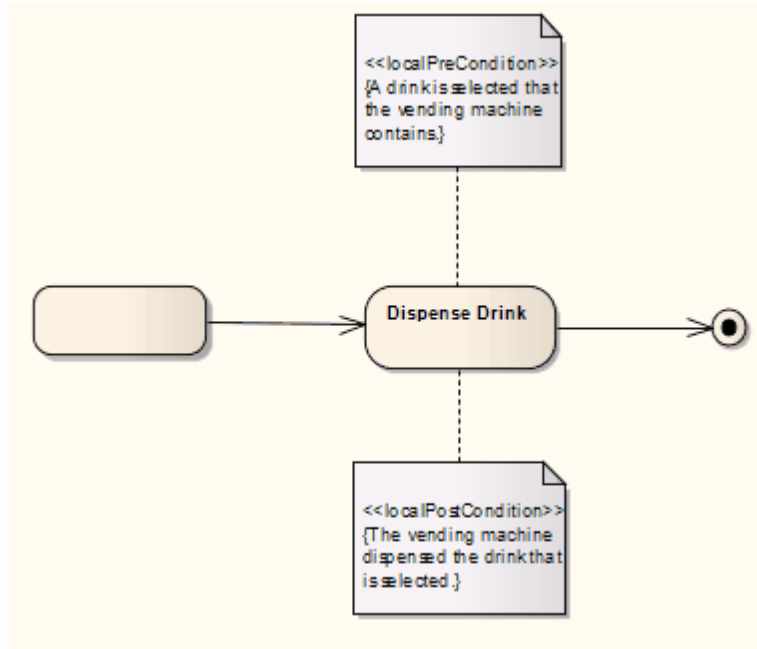 <<localPreCondition>>
{A drink is selected that
the vending machine
contains.}
Dispense Drink
<<localPostCondition>>
{The vending machine
dispensed the drink that
is selected.}